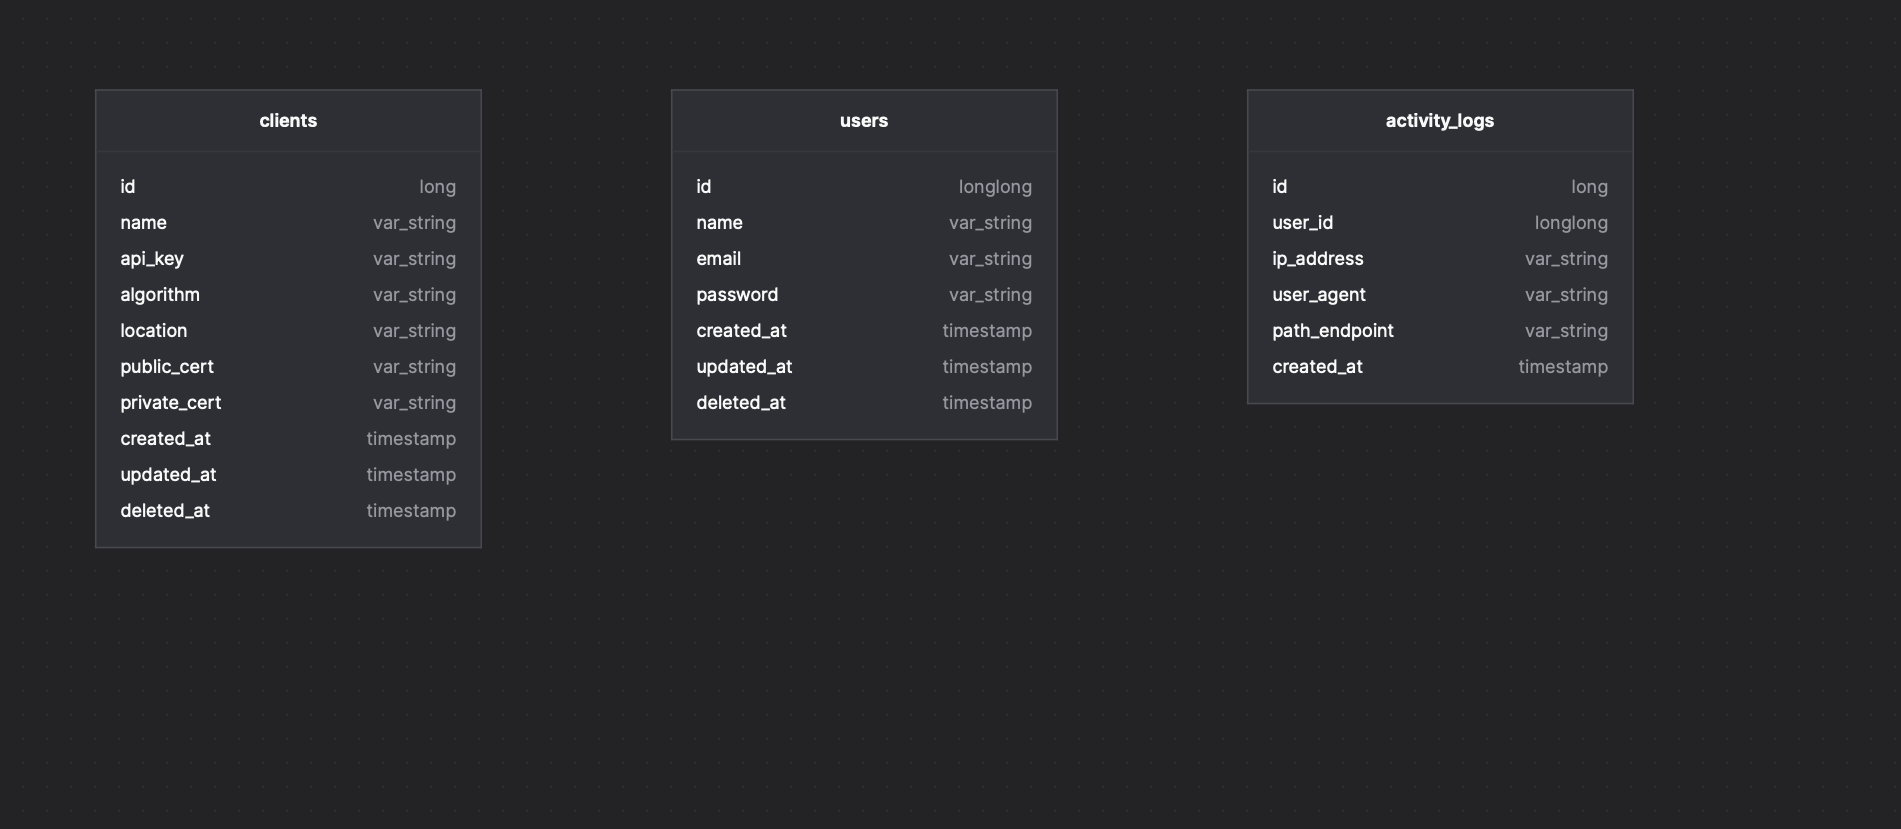 clients
id long
name var_string
api_key var_string
algorithm var_string
location var_string
public_cert var_string
private_cert var_string
created_at timestamp
updated_at timestamp
deleted_at timestamp
users
id longlong
name var_string
email var_string
password var_string
created_at timestamp
updated_at timestamp
deleted_at timestamp
activity_logs
id long
user_id longlong
ip_address var_string
user_agent var_string
path_endpoint var_string
created_at timestamp